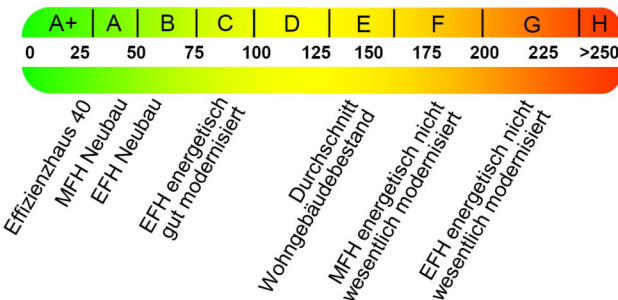 A+ A B C D E F G H
0 25 50 75 100 125 150 175 200 225 >250
Effizienzhaus 40
MFH Neubau
EFH Neubau
EFH energetisch
gut modernisiert
Durchschnitt
Wohngebäudebestand
MFH energetisch nicht
wesentlich modernisiert
EFH energetisch nicht
wesentlich modernisiert